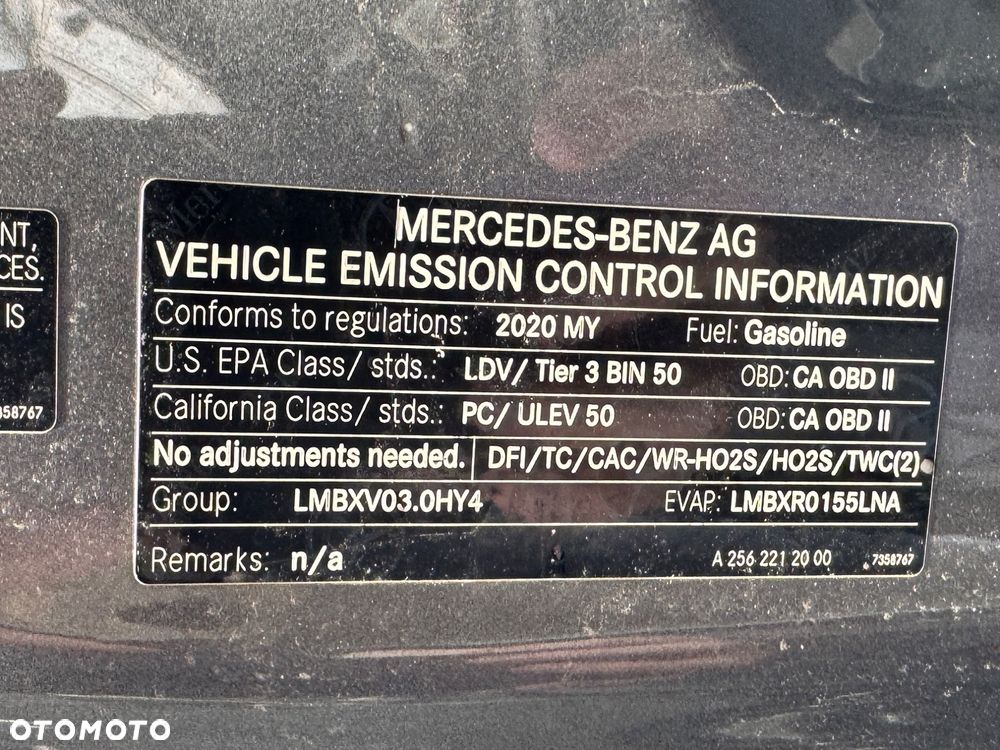 NT,
CES.
IS
358767
MERCEDES-BENZ AG
VEHICLE EMISSION CONTROL INFORMATION
Conforms to regulations: 2020 MY Fuel: Gasoline
U.S. EPA Class/ stds.: LDV/ Tier 3 BIN 50 OBD: CA OBD II
California Class/ stds.: PC/ ULEV 50 OBD: CA OBD II
No adjustments needed. DFI/TC/CAC/WR-HO2S/HO2S/TWC(2)
Group: LMBXV03.0HY4 EVAP: LMBXR0155LNA
Remarks: n/a A 256 221 20 00 7358767
OTOMOTO